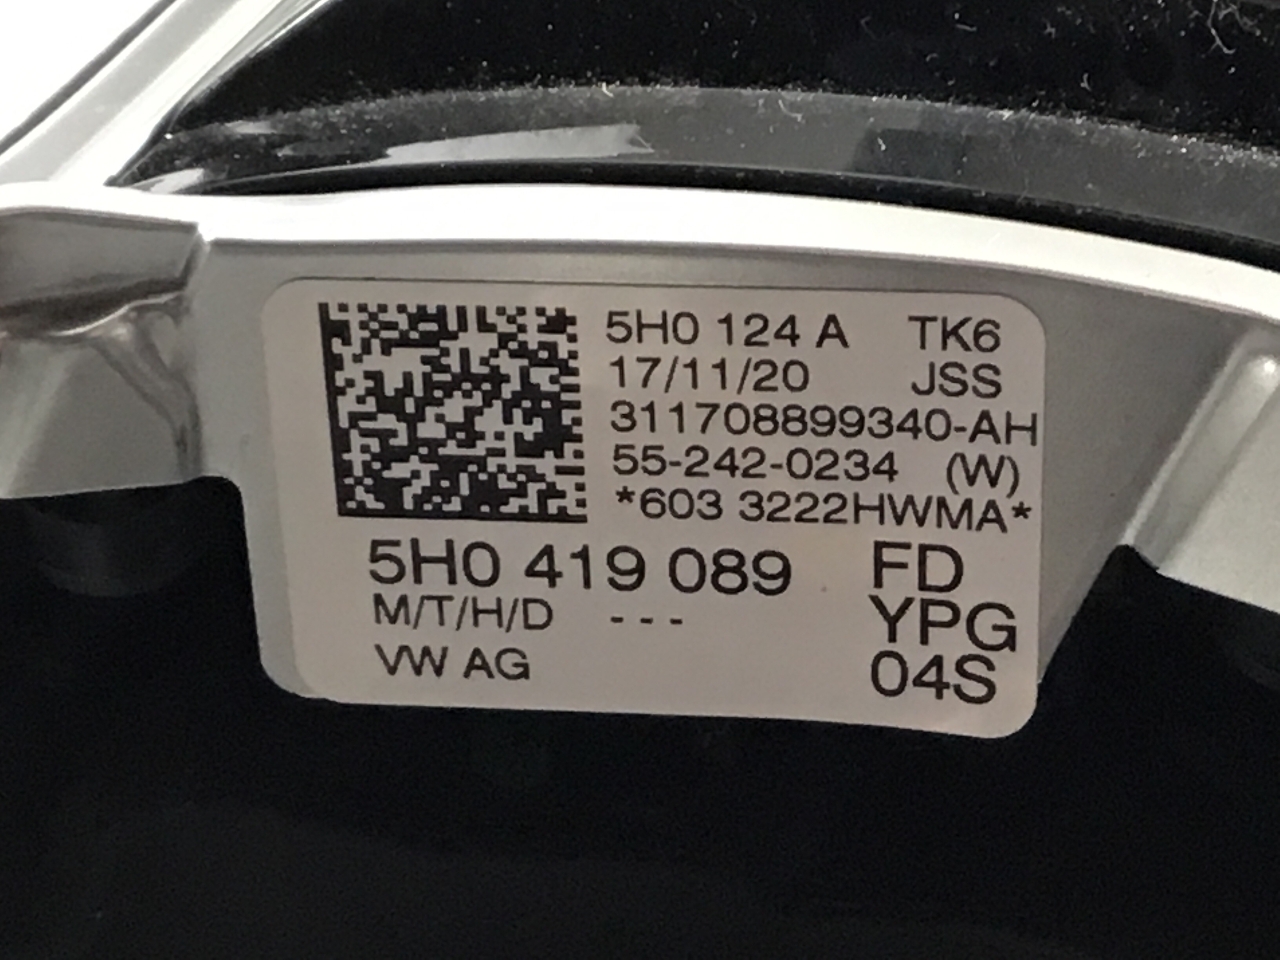 5H0 124 A TK6
17/11/20 JSS
311708899340-AH
55-242-0234 (W)
*603 3222HWMA*
5H0 419 089 FD
M/T/H/D --- YPG
VW AG 04S